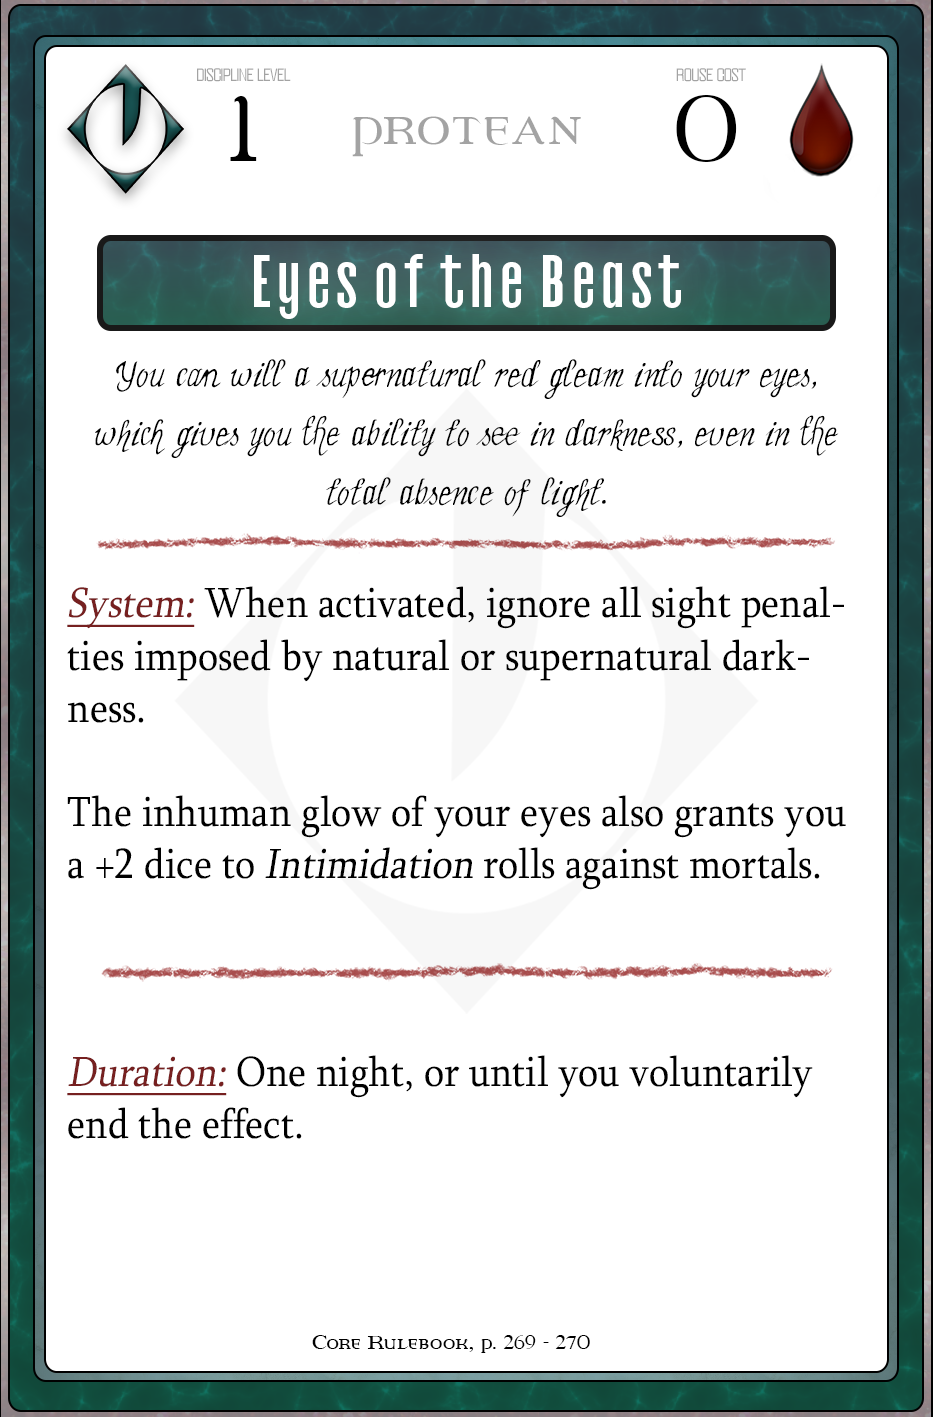 DISCIPLINE LEVEL
1
PROTEAN
ROUSE COST
0
Eyes of the Beast
You can will a supernatural red gleam into your eyes,
which gives you the ability to see in darkness, even in the
total absence of light.
System: When activated, ignore all sight penal-
ties imposed by natural or supernatural dark-
ness.
The inhuman glow of your eyes also grants you
a +2 dice to Intimidation rolls against mortals.
Duration: One night, or until you voluntarily
end the effect.
Core Rulebook, p. 269 - 270